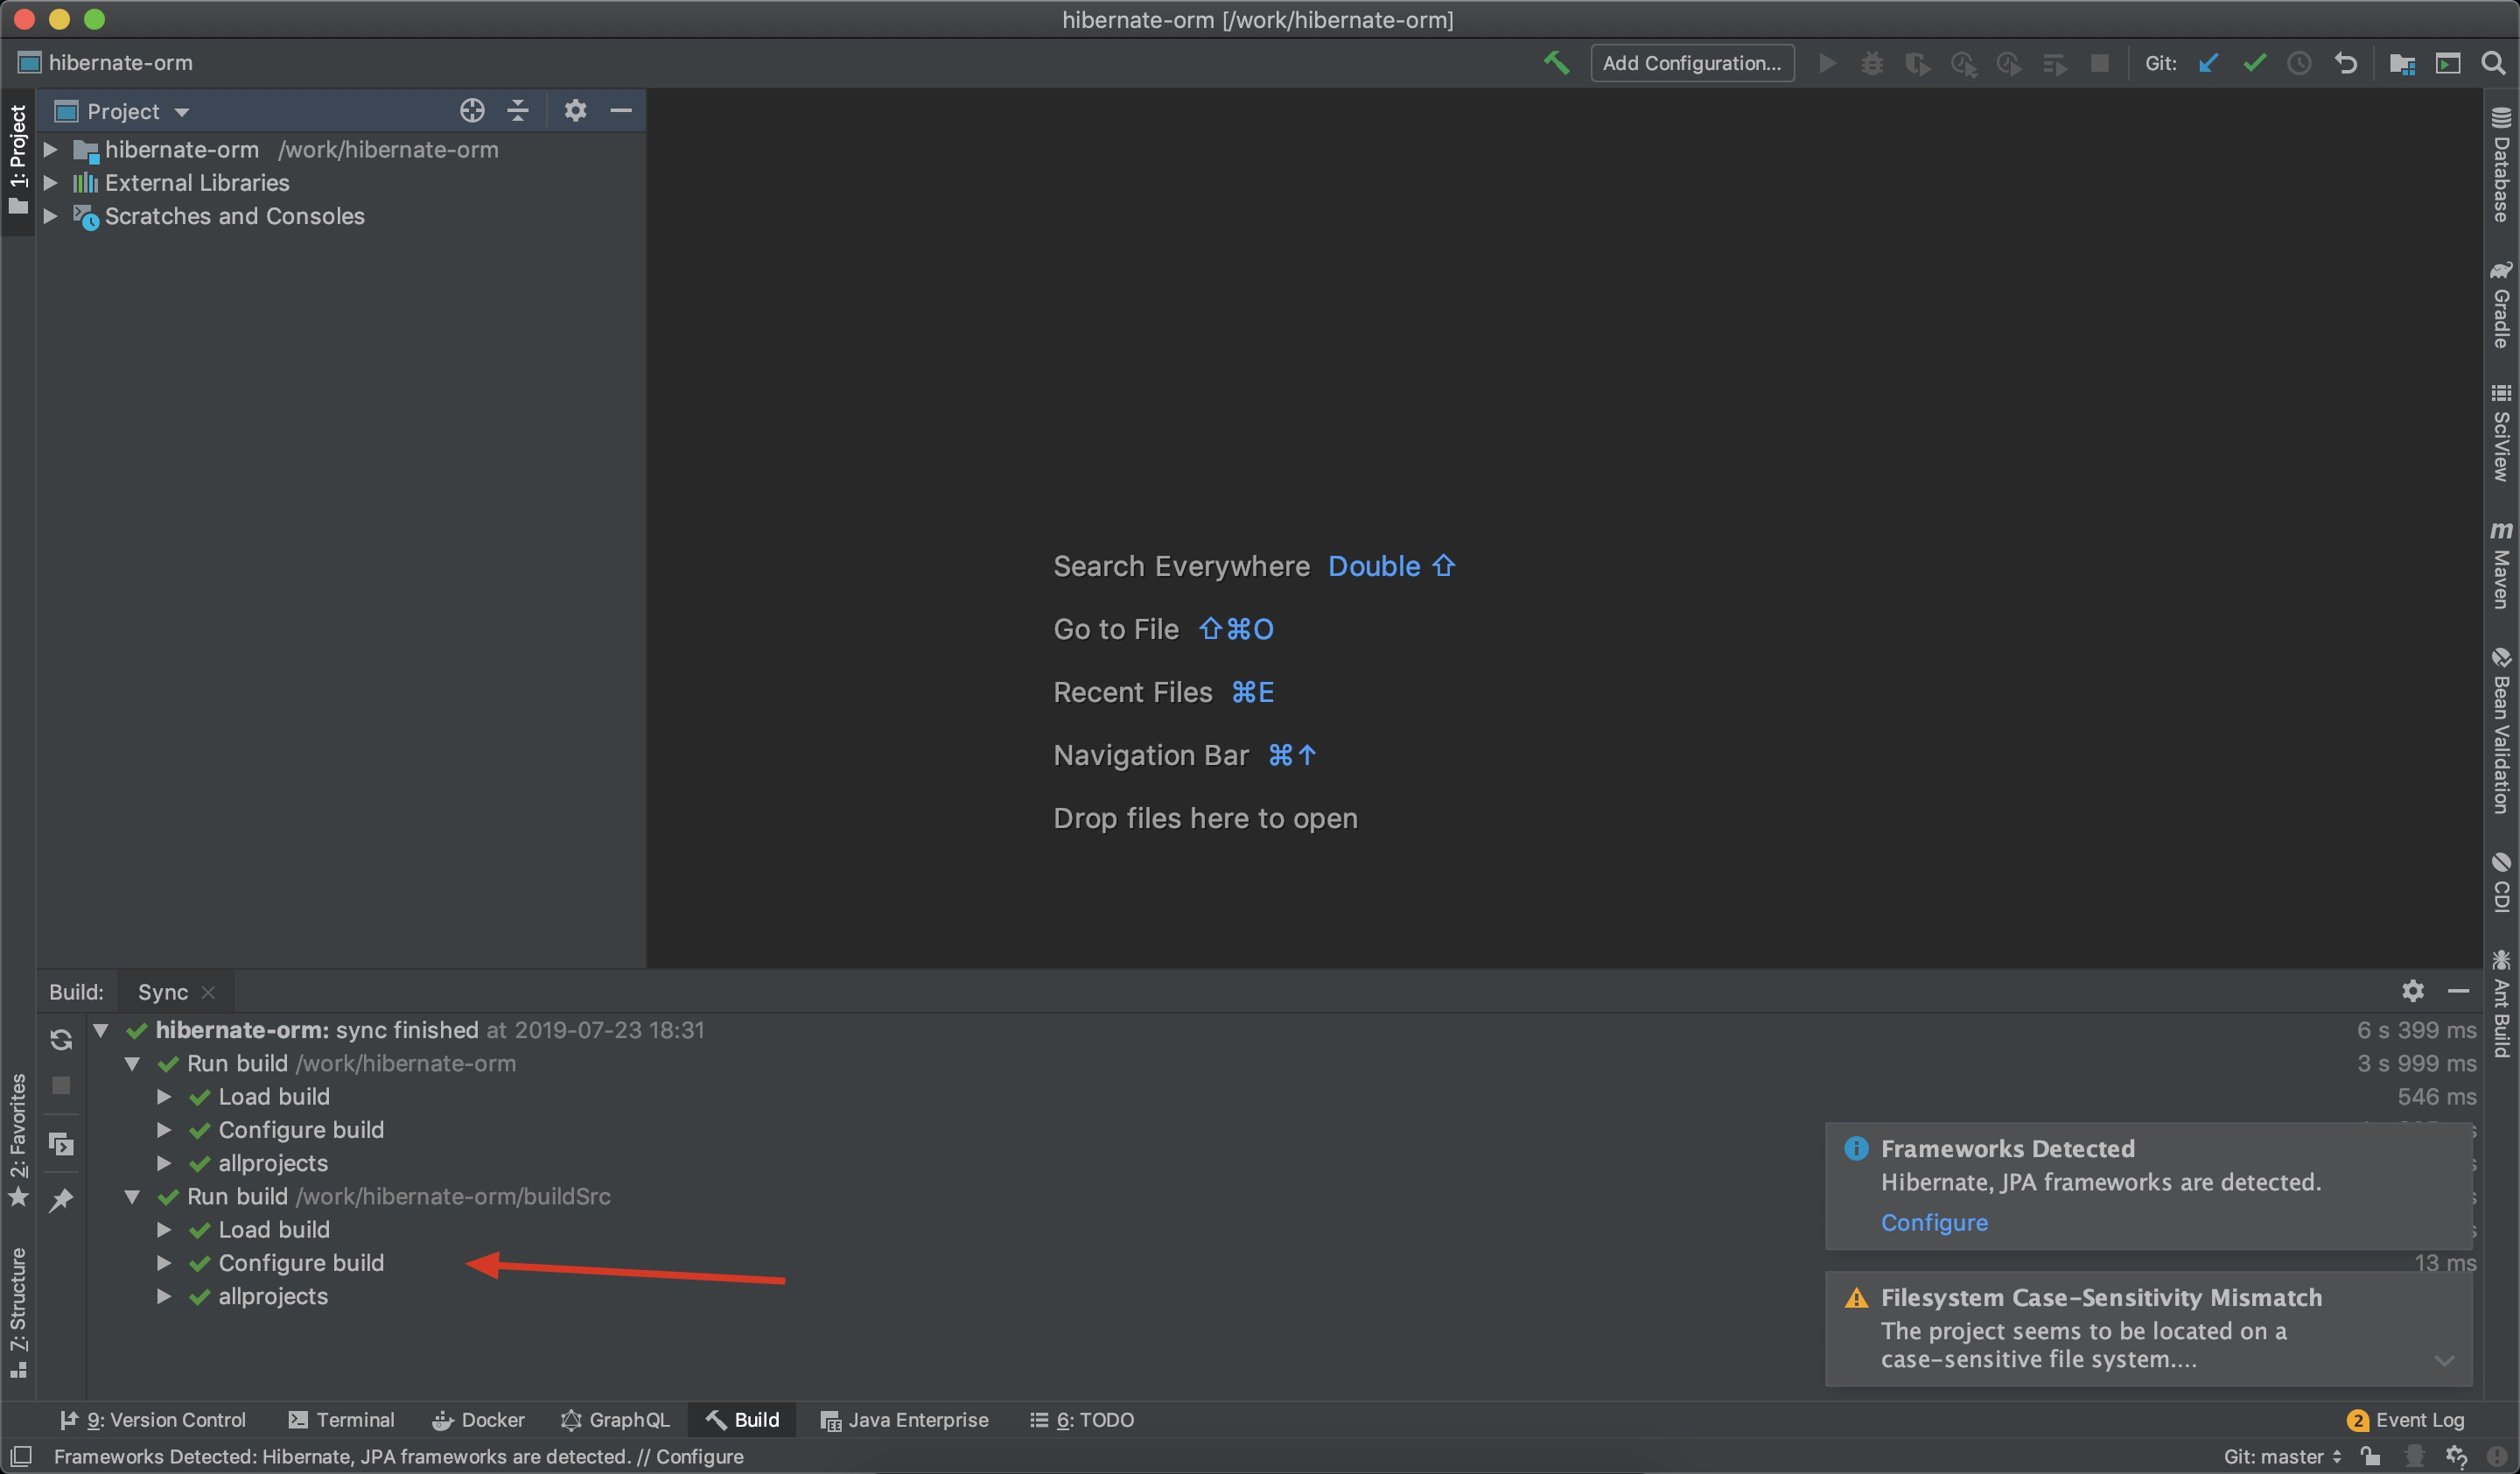 hibernate-orm [/work/hibernate-orm]
hibernate-orm
Add Configuration...
Git:
1: Project
Project
hibernate-orm /work/hibernate-orm
External Libraries
Scratches and Consoles
Search Everywhere Double ⇧
Go to File ⇧⌘O
Recent Files ⌘E
Navigation Bar ⌘↑
Drop files here to open
Database
Gradle
SciView
m Maven
Bean Validation
CDI
Ant Build
Build: Sync
hibernate-orm: sync finished at 2019-07-23 18:31 6 s 399 ms
Run build /work/hibernate-orm 3 s 999 ms
Load build 546 ms
Configure build
allprojects
Run build /work/hibernate-orm/buildSrc
Load build
Configure build 13 ms
allprojects
2: Favorites
7: Structure
Frameworks Detected
Hibernate, JPA frameworks are detected.
Configure
Filesystem Case-Sensitivity Mismatch
The project seems to be located on a
case-sensitive file system....
9: Version Control Terminal Docker GraphQL Build Java Enterprise 6: TODO 2 Event Log
Frameworks Detected: Hibernate, JPA frameworks are detected. // Configure Git: master